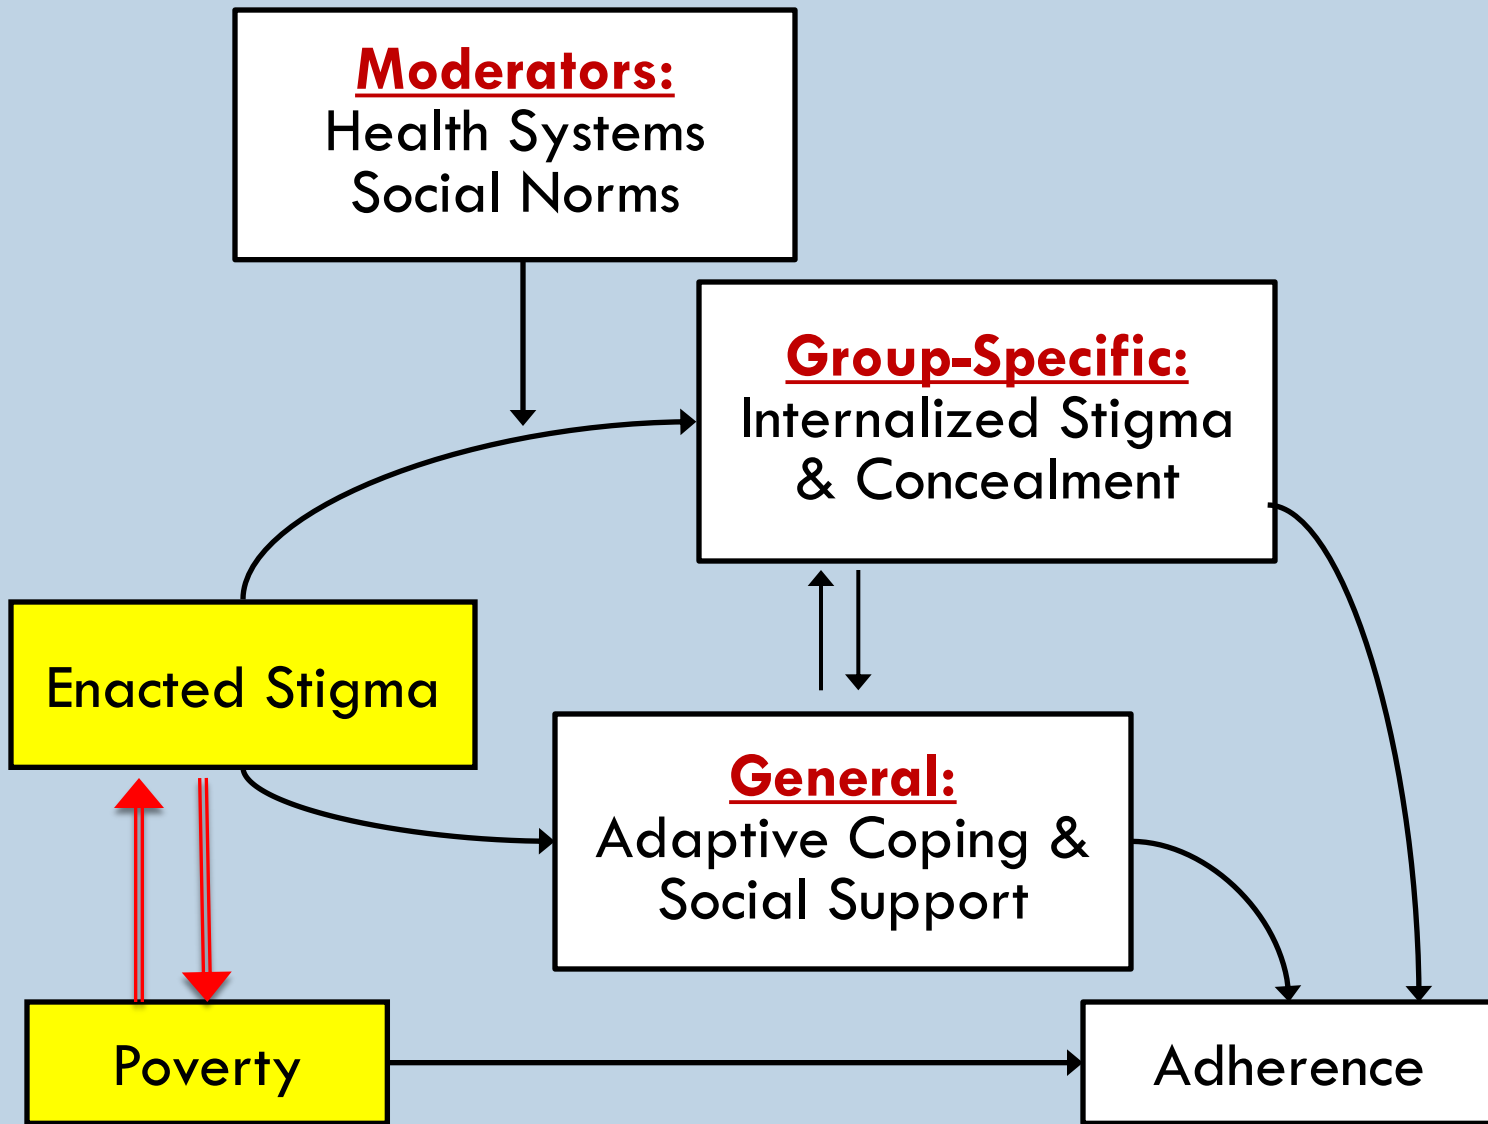 Moderators:
Health Systems
Social Norms
Group-Specific:
Internalized Stigma
& Concealment
Enacted Stigma
General:
Adaptive Coping &
Social Support
Poverty
Adherence